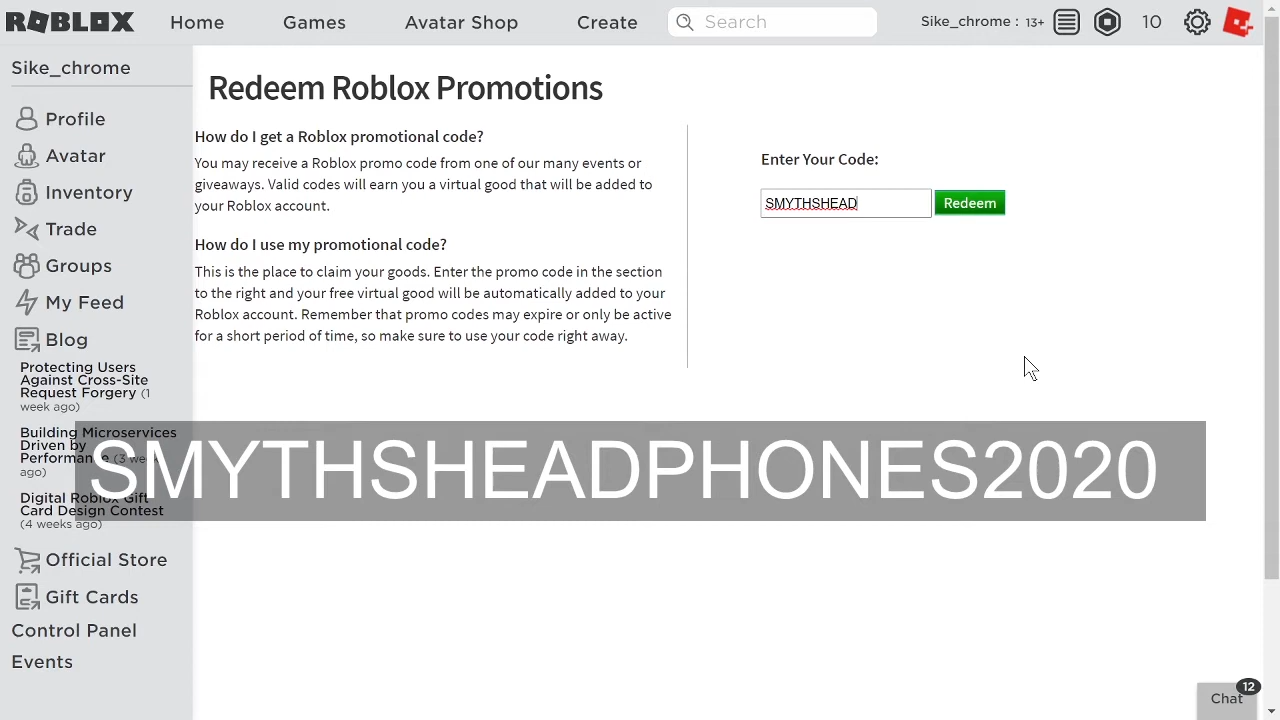 ROBLOX
Home
Games
Avatar Shop
Create
Search
Sike_chrome : 13+
10
Sike_chrome
Profile
Avatar
Inventory
Trade
Groups
My Feed
Blog
Protecting Users
Against Cross-Site
Request Forgery (1
week ago)
Building Microservices
Driven by
Performance (3 week
ago)
Digital Roblox Gift
Card Design Contest
(4 weeks ago)
Official Store
Gift Cards
Control Panel
Events
Redeem Roblox Promotions
How do I get a Roblox promotional code?
You may receive a Roblox promo code from one of our many events or
giveaways. Valid codes will earn you a virtual good that will be added to
your Roblox account.
How do I use my promotional code?
This is the place to claim your goods. Enter the promo code in the section
to the right and your free virtual good will be automatically added to your
Roblox account. Remember that promo codes may expire or only be active
for a short period of time, so make sure to use your code right away.
Enter Your Code:
SMYTHSHEAD
Redeem
SMYTHSHEADPHONES2020
Chat
12